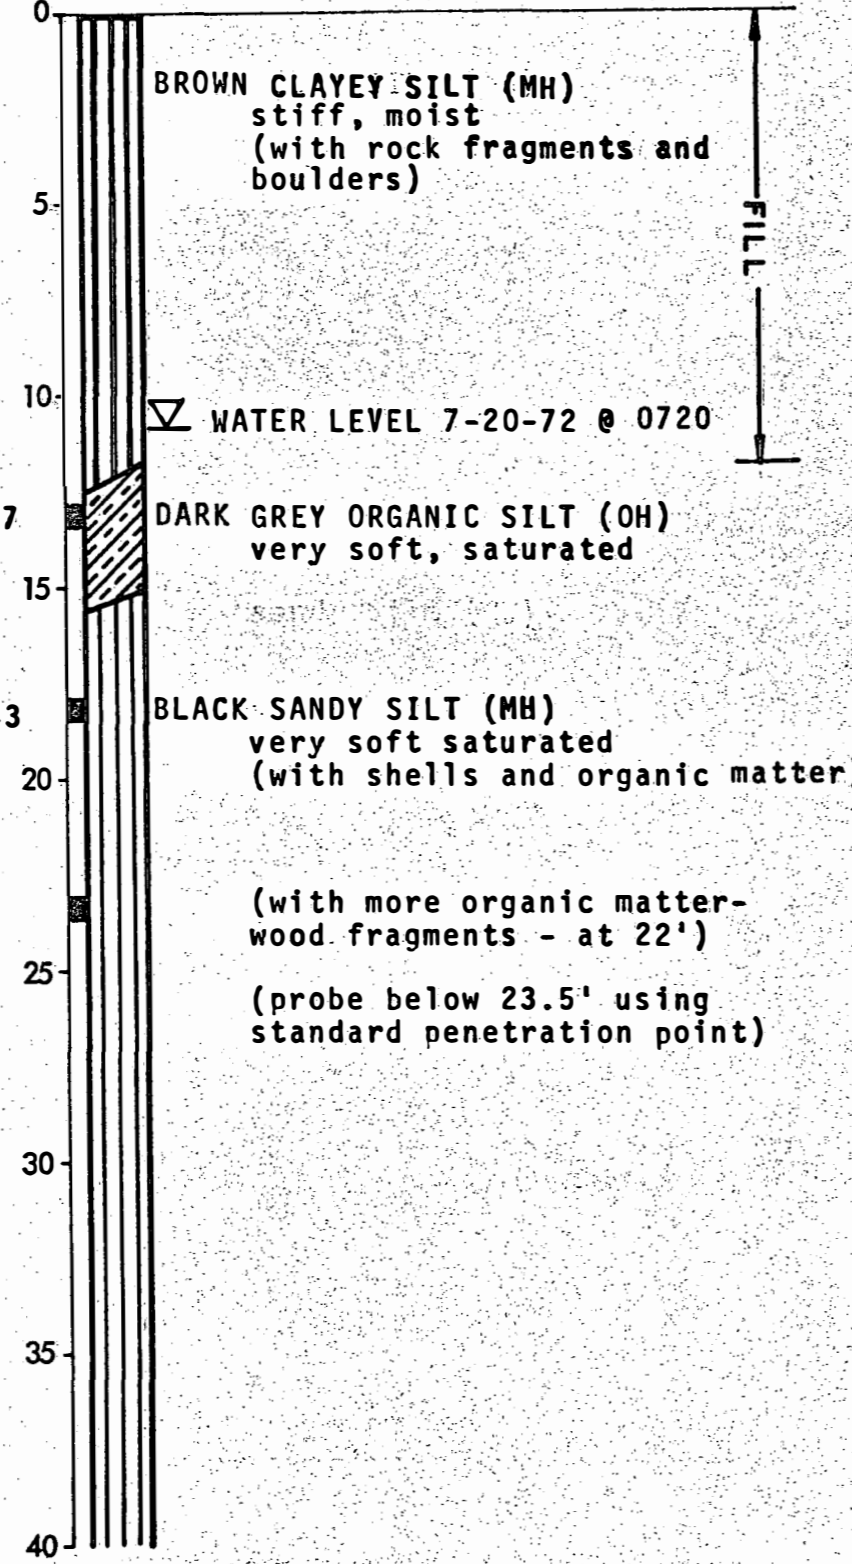 0
BROWN CLAYEY SILT (MH)
stiff, moist
(with rock fragments and
boulders)
5
FILL
10
WATER LEVEL 7-20-72 @ 0720
7
DARK GREY ORGANIC SILT (OH)
very soft, saturated
15
3
BLACK SANDY SILT (MH)
very soft saturated
20
(with shells and organic matter
(with more organic matter-
wood fragments - at 22')
25
(probe below 23.5' using
standard penetration point)
30
35
40